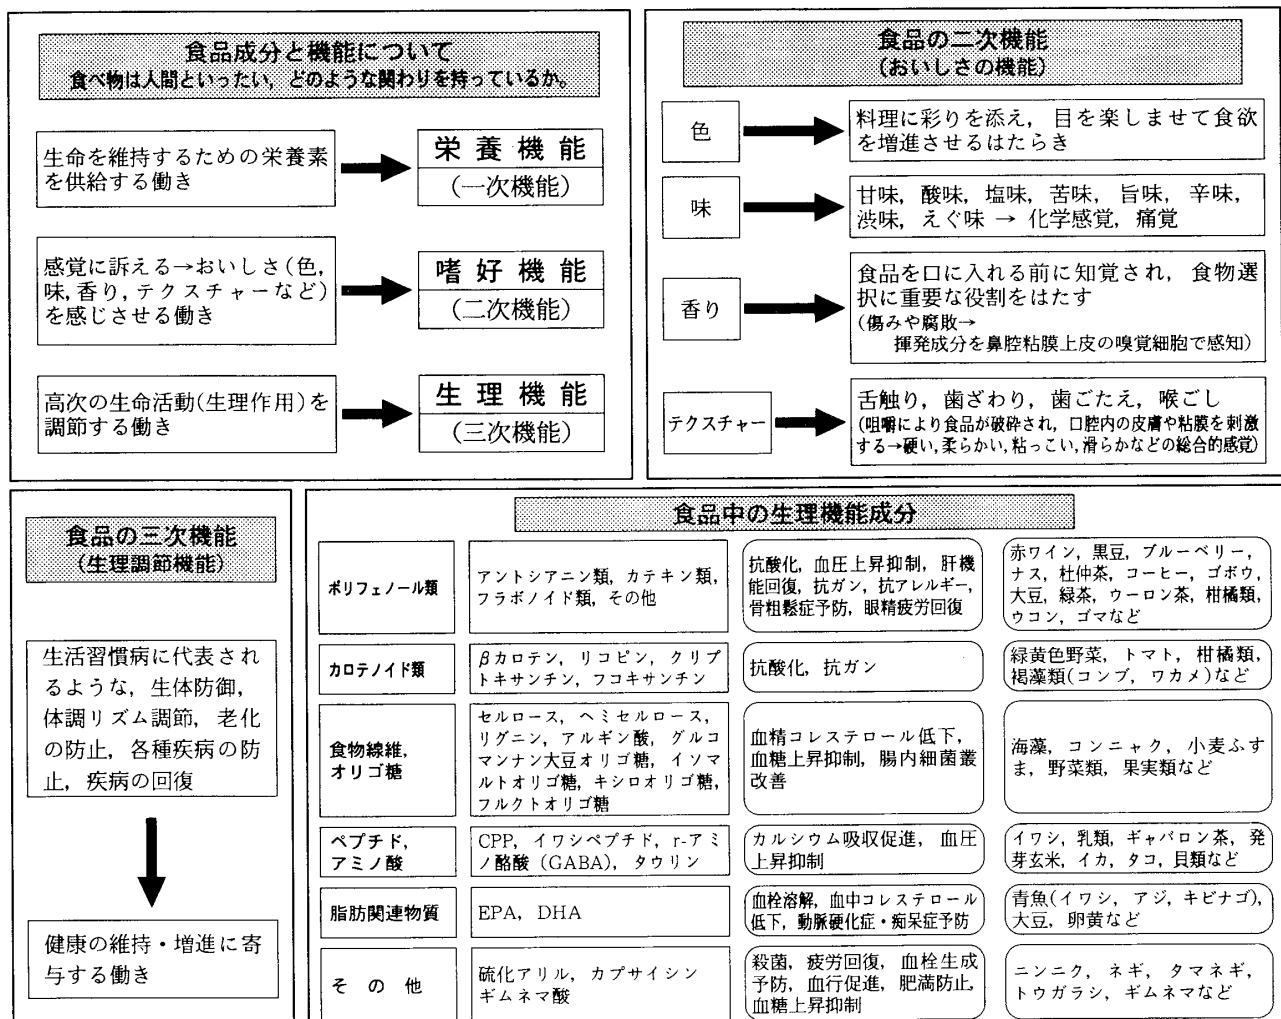 食品成分と機能について
食べ物は人間といったい，どのような関わりを持っているか。
生命を維持するための栄養素
を供給する働き
栄養機能
(一次機能)
感覚に訴える→おいしさ(色，
味，香り，テクスチャーなど)
を感じさせる働き
嗜好機能
(二次機能)
高次の生命活動(生理作用)を
調節する働き
生理機能
(三次機能)
食品の二次機能
(おいしさの機能)
色
料理に彩りを添え，目を楽しませて食欲
を増進させるはたらき
味
甘味，酸味，塩味，苦味，旨味，辛味，
渋味，えぐ味 → 化学感覚，痛覚
香り
食品を口に入れる前に知覚され，食物選
択に重要な役割をはたす
(傷みや腐敗→
揮発成分を鼻腔粘膜上皮の嗅覚細胞で感知)
テクスチャー
舌触り，歯ざわり，歯ごたえ，喉ごし
(咀嚼により食品が破砕され，口腔内の皮膚や粘膜を刺激
する→硬い，柔らかい，粘っこい，滑らかなどの総合的感覚)
食品の三次機能
(生理調節機能)
生活習慣病に代表され
るような，生体防御，
体調リズム調節，老化
の防止，各種疾病の防
止，疾病の回復
健康の維持・増進に寄
与する働き
食品中の生理機能成分
ポリフェノール類
アントシアニン類，カテキン類，
フラボノイド類，その他
抗酸化，血圧上昇抑制，肝機
能回復，抗ガン，抗アレルギー，
骨粗鬆症予防，眼精疲労回復
赤ワイン，黒豆，ブルーベリー，
ナス，杜仲茶，コーヒー，ゴボウ，
大豆，緑茶，ウーロン茶，柑橘類，
ウコン，ゴマなど
カロテノイド類
βカロテン，リコピン，クリプ
トキサンチン，フコキサンチン
抗酸化，抗ガン
緑黄色野菜，トマト，柑橘類，
褐藻類(コンブ，ワカメ)など
食物線維，
オリゴ糖
セルロース，ヘミセルロース，
リグニン，アルギン酸，グルコ
マンナン大豆オリゴ糖，イソマ
ルトオリゴ糖，キシロオリゴ糖，
フルクトオリゴ糖
血精コレステロール低下，
血糖上昇抑制，腸内細菌叢
改善
海藻，コンニャク，小麦ふす
ま，野菜類，果実類など
ペプチド，
アミノ酸
CPP，イワシペプチド，r-アミ
ノ酪酸（GABA），タウリン
カルシウム吸収促進，血圧
上昇抑制
イワシ，乳類，ギャバロン茶，発
芽玄米，イカ，タコ，貝類など
脂肪関連物質
EPA，DHA
血栓溶解，血中コレステロール
低下，動脈硬化症・痴呆症予防
青魚(イワシ，アジ，キビナゴ)，
大豆，卵黄など
その他
硫化アリル，カプサイシン
ギムネマ酸
殺菌，疲労回復，血栓生成
予防，血行促進，肥満防止，
血糖上昇抑制
ニンニク，ネギ，タマネギ，
トウガラシ，ギムネマなど